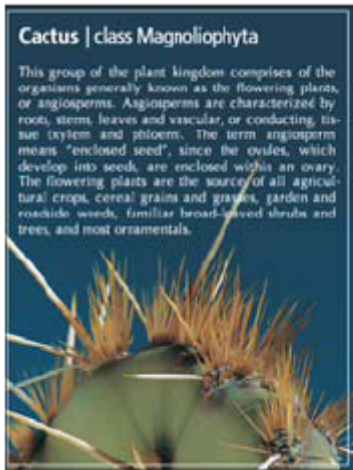 Cactus | class Magnoliophyta
This group of the plant kingdom comprises of the
organisms generally known as the flowering plants,
or angiosperms. Angiosperms are characterized by
roots, stems, leaves and vascular, or conducting, tis-
sue (xylem and phloem). The term angiosperm
means "enclosed seed", since the ovules, which
develop into seeds, are enclosed within an ovary.
The flowering plants are the source of all agricul-
tural crops, cereal grains and grasses, garden and
roadside weeds, familiar broad-leaved shrubs and
trees, and most ornamentals.